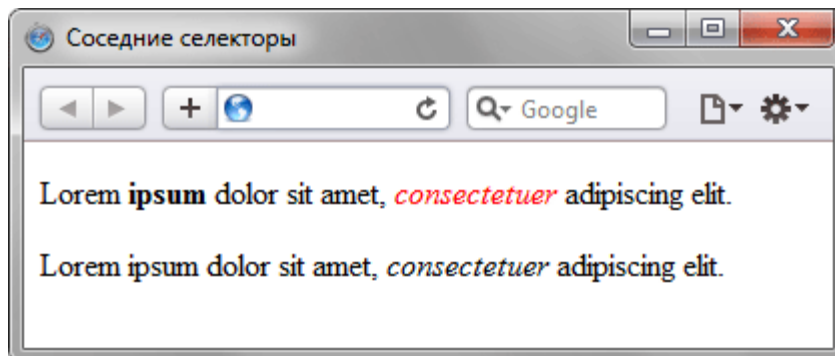 Соседние селекторы
Google
Lorem ipsum dolor sit amet, consectetuer adipiscing elit.
Lorem ipsum dolor sit amet, consectetuer adipiscing elit.